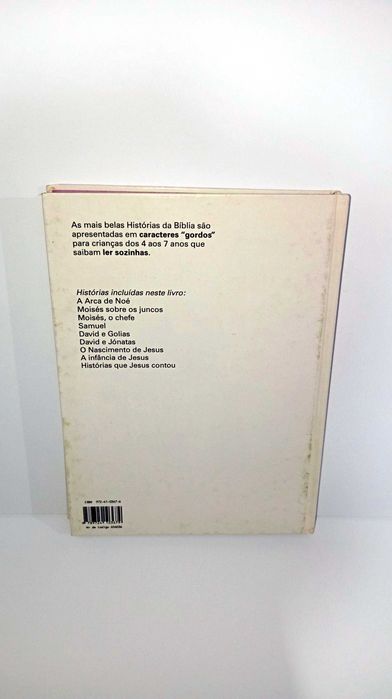 As mais belas Histórias da Bíblia são
apresentadas em caracteres "gordos"
para crianças dos 4 aos 7 anos que
saibam ler sozinhas.
Histórias incluídas neste livro:
A Arca de Noé
Moisés sobre os juncos
Moisés, o chefe
Samuel
David e Golias
David e Jónatas
O Nascimento de Jesus
A infância de Jesus
Histórias que Jesus contou
ISBN